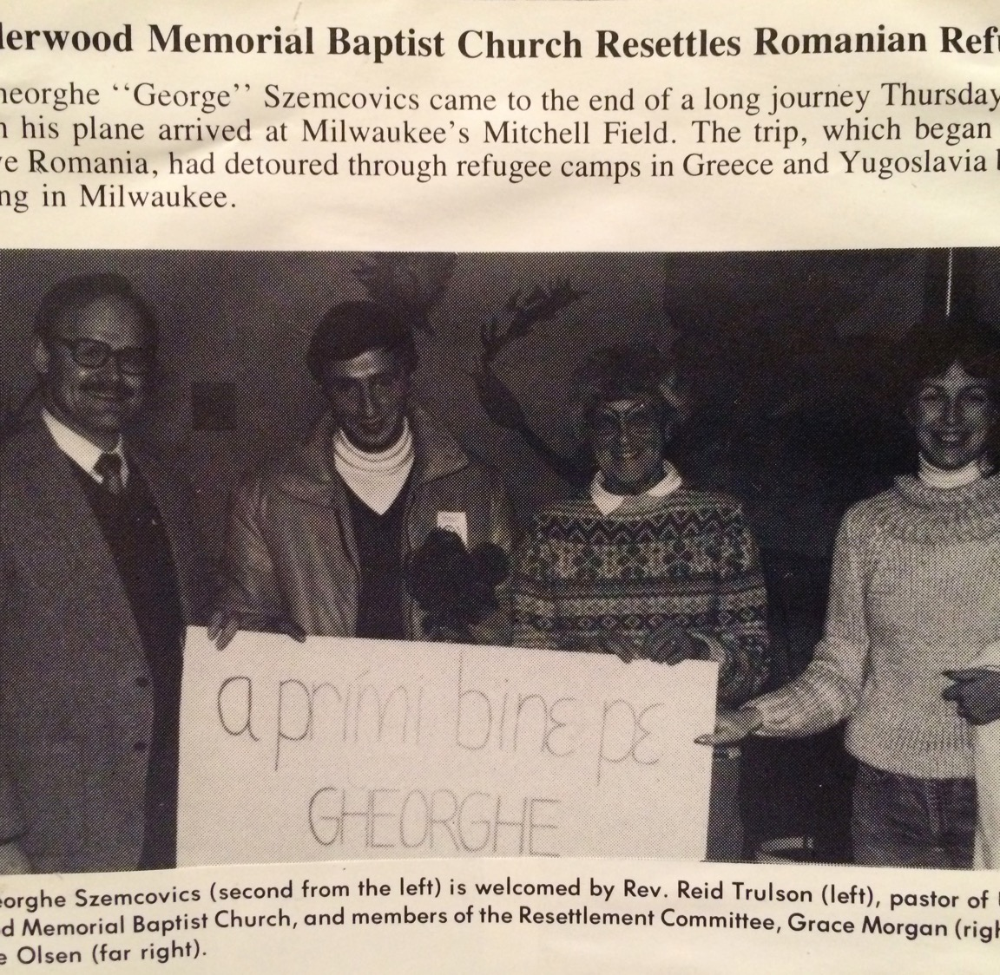 lerwood Memorial Baptist Church Resettles Romanian Ref
heorghe “George” Szemcovics came to the end of a long journey Thursday
n his plane arrived at Milwaukee’s Mitchell Field. The trip, which began
e Romania, had detoured through refugee camps in Greece and Yugoslavia
ng in Milwaukee.
a primi bine pe
GHEORGHE
eorghe Szemcovics (second from the left) is welcomed by Rev. Reid Trulson (left), pastor of
d Memorial Baptist Church, and members of the Resettlement Committee, Grace Morgan (righ
e Olsen (far right).